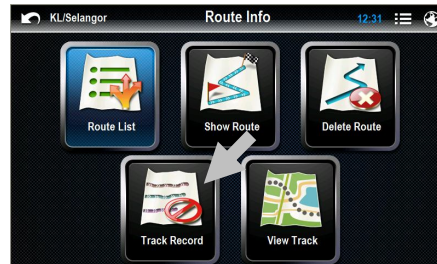 KL/Selangor
Route Info
12:31
Route List
Show Route
Delete Route
Track Record
View Track